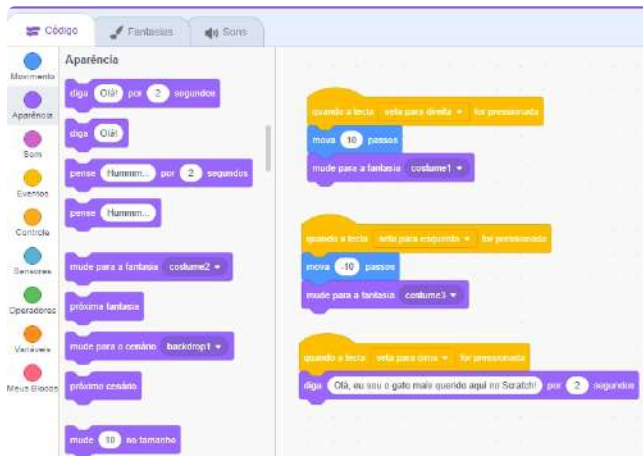 Código
Fantasias
Sons
Movimento
Aparência
Som
Eventos
Controle
Sensores
Operadores
Variáveis
Meus Blocos
Aparência
diga Olá! por 2 segundos
diga Olá!
pense Hummm... por 2 segundos
pense Hummm...
mude para a fantasia costume2
próxima fantasia
mude para o cenário backdrop1
próximo cenário
mude 10 no tamanho
quando a tecla seta para direita for pressionada
mova 10 passos
mude para a fantasia costume1
quando a tecla seta para esquerda for pressionada
mova -10 passos
mude para a fantasia costume3
quando a tecla seta para cima for pressionada
diga Olá, eu sou o gato mais querido aqui no Scratch! por 2 segundos